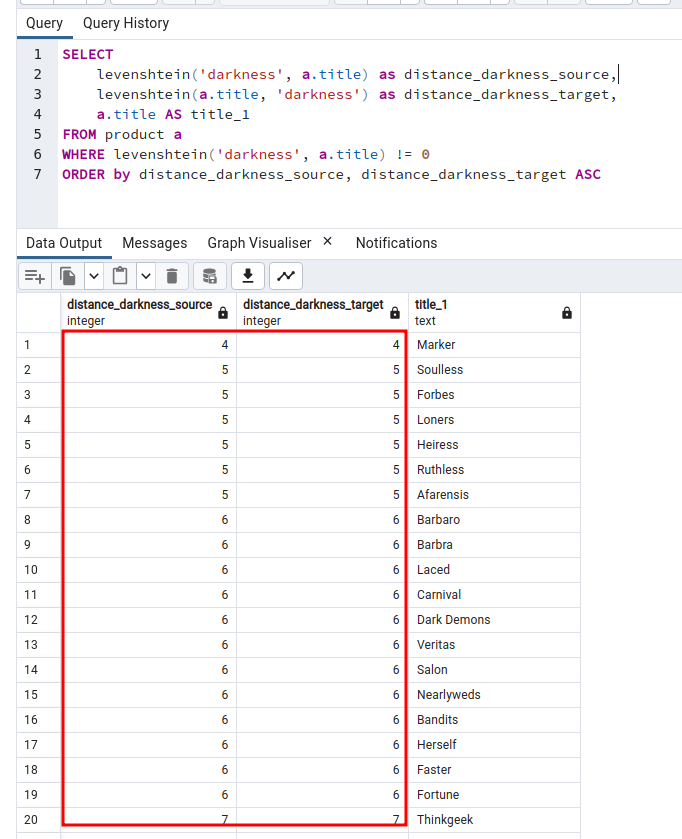 Query Query History
1 SELECT
2 levenshtein('darkness', a.title) as distance_darkness_source,
3 levenshtein(a.title, 'darkness') as distance_darkness_target,
4 a.title AS title_1
5 FROM product a
6 WHERE levenshtein('darkness', a.title) != 0
7 ORDER by distance_darkness_source, distance_darkness_target ASC
Data Output Messages Graph Visualiser × Notifications
distance_darkness_source distance_darkness_target title_1
integer integer text
1 4 4 Marker
2 5 5 Soulless
3 5 5 Forbes
4 5 5 Loners
5 5 5 Heiress
6 5 5 Ruthless
7 5 5 Afarensis
8 6 6 Barbaro
9 6 6 Barbra
10 6 6 Laced
11 6 6 Carnival
12 6 6 Dark Demons
13 6 6 Veritas
14 6 6 Salon
15 6 6 Nearlyweds
16 6 6 Bandits
17 6 6 Herself
18 6 6 Faster
19 6 6 Fortune
20 7 7 Thinkgeek